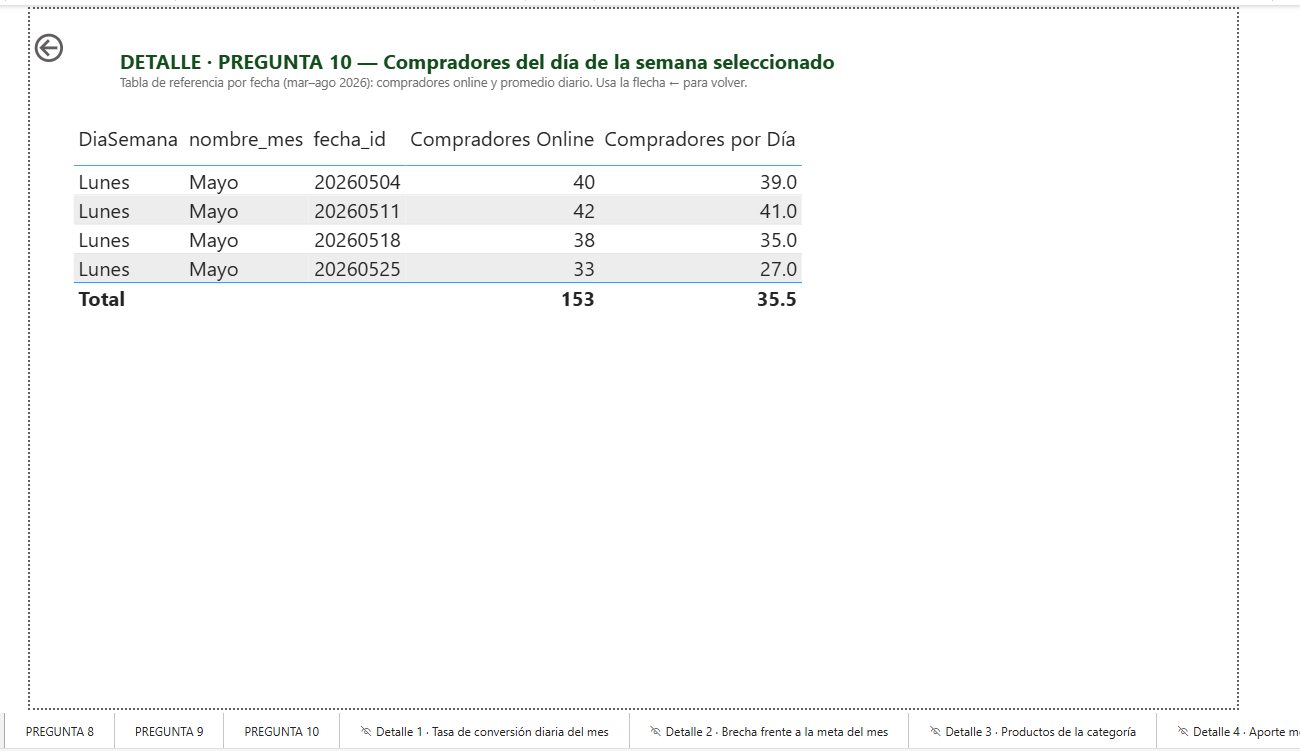 DETALLE · PREGUNTA 10 — Compradores del día de la semana seleccionado
Tabla de referencia por fecha (mar–ago 2026): compradores online y promedio diario. Usa la flecha ← para volver.
DiaSemana nombre_mes fecha_id Compradores Online Compradores por Día
Lunes Mayo 20260504 40 39.0
Lunes Mayo 20260511 42 41.0
Lunes Mayo 20260518 38 35.0
Lunes Mayo 20260525 33 27.0
Total 153 35.5
PREGUNTA 8 PREGUNTA 9 PREGUNTA 10 Detalle 1 · Tasa de conversión diaria del mes Detalle 2 · Brecha frente a la meta del mes Detalle 3 · Productos de la categoría Detalle 4 · Aporte